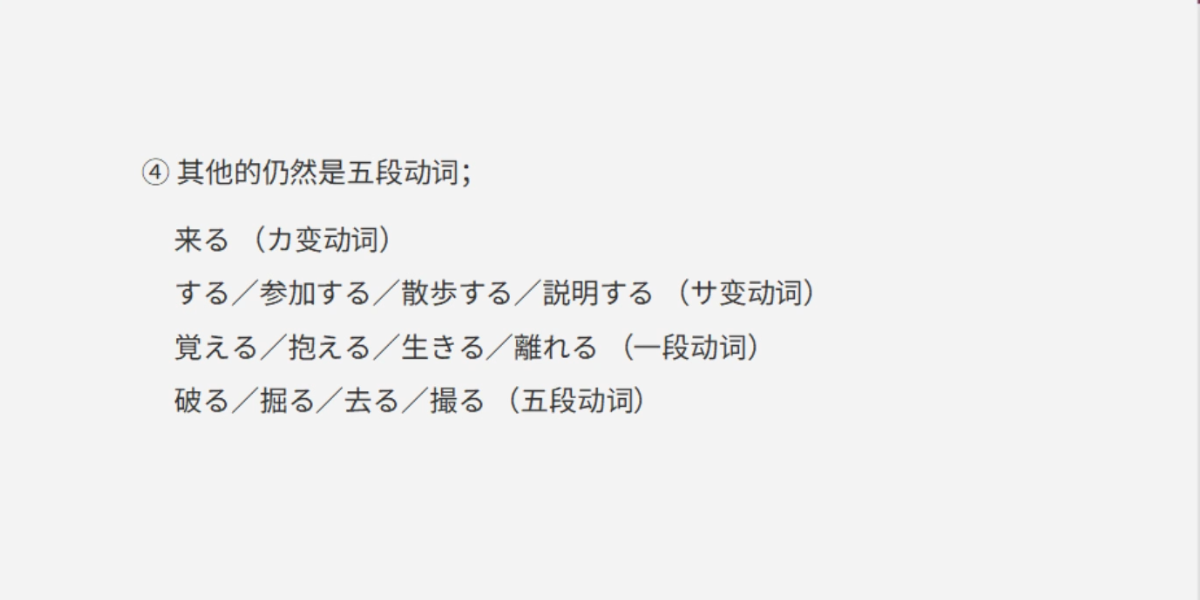 ④ 其他的仍然是五段动词；
来る （カ变动词）
する／参加する／散歩する／説明する （サ变动词）
覚える／抱える／生きる／離れる （一段动词）
破る／掘る／去る／撮る （五段动词）